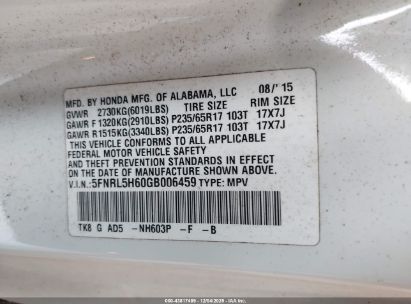 MFD. BY HONDA MFG. OF ALABAMA, LLC 08/'15
GVWR 2730KG(6019LBS) TIRE SIZE RIM SIZE
GAWR F 1320KG(2910LBS) P235/65R17 103T 17X7J
GAWR R 1515KG(3340LBS) P235/65R17 103T 17X7J
THIS VEHICLE CONFORMS TO ALL APPLICABLE
FEDERAL MOTOR VEHICLE SAFETY
AND THEFT PREVENTION STANDARDS IN EFFECT
ON THE DATE OF MANUFACTURE SHOWN ABOVE.
V.I.N.: 5FNRL5H60GB006459 TYPE: MPV
TK8 G AD5 -NH603P -F -B